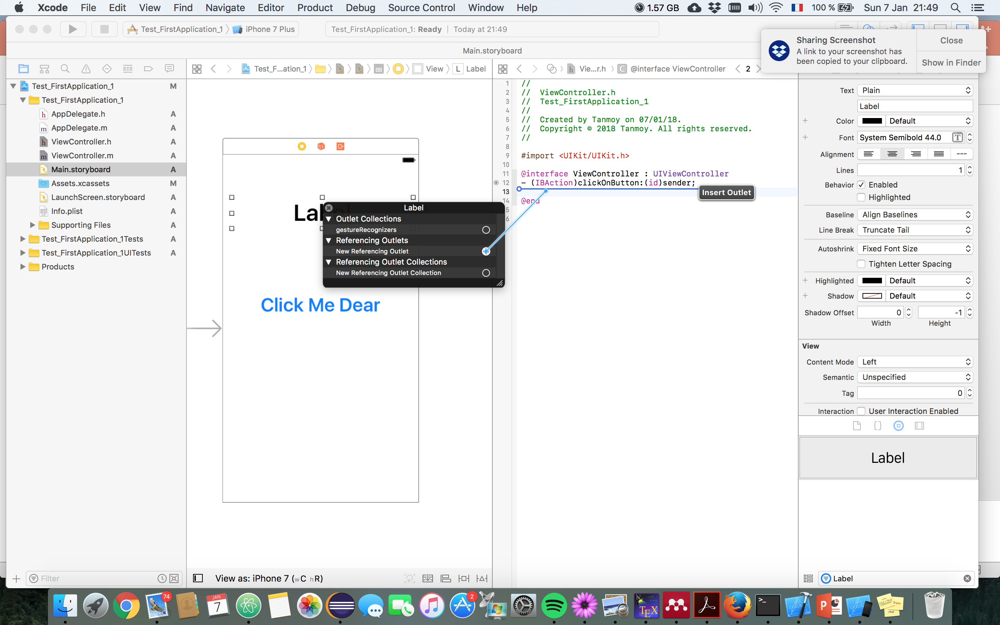 Xcode File Edit View Find Navigate Editor Product Debug Source Control Window Help 1.57 GB 100 % Sun 7 Jan 21:49
Test_FirstApplication_1 iPhone 7 Plus Test_FirstApplication_1: Ready | Today at 21:49
Sharing Screenshot
A link to your screenshot has
been copied to your clipboard.
Close
Show in Finder
Main.storyboard
Test_F...ation_1 View L Label
h Vie...r.h C @interface ViewController 2
Test_FirstApplication_1 M
Test_FirstApplication_1
h AppDelegate.h A
m AppDelegate.m A
h ViewController.h A
m ViewController.m A
Main.storyboard A
Assets.xcassets M
LaunchScreen.storyboard A
Info.plist A
Supporting Files A
Test_FirstApplication_1Tests A
Test_FirstApplication_1UITests A
Products
Label
Label
Outlet Collections
gestureRecognizers
Referencing Outlets
New Referencing Outlet
Referencing Outlet Collections
New Referencing Outlet Collection
Click Me Dear
1 //
2 // ViewController.h
3 // Test_FirstApplication_1
4 //
5 // Created by Tanmoy on 07/01/18.
6 // Copyright © 2018 Tanmoy. All rights reserved.
7 //
8
9 #import <UIKit/UIKit.h>
10
11 @interface ViewController : UIViewController
12 - (IBAction)clickOnButton:(id)sender;
13
Insert Outlet
14 @end
5
6
Text Plain
Label
+ Color Default
+ Font System Semibold 44.0 T
Alignment
Lines 1
Behavior Enabled
Highlighted
Baseline Align Baselines
Line Break Truncate Tail
Autoshrink Fixed Font Size
Tighten Letter Spacing
+ Highlighted Default
+ Shadow Default
Shadow Offset 0 -1
Width Height
View
Content Mode Left
Semantic Unspecified
Tag 0
Interaction User Interaction Enabled
{}
Label
Filter
View as: iPhone 7 (wC hR)
Label
74
JAN
7
2
TEX
>_
P